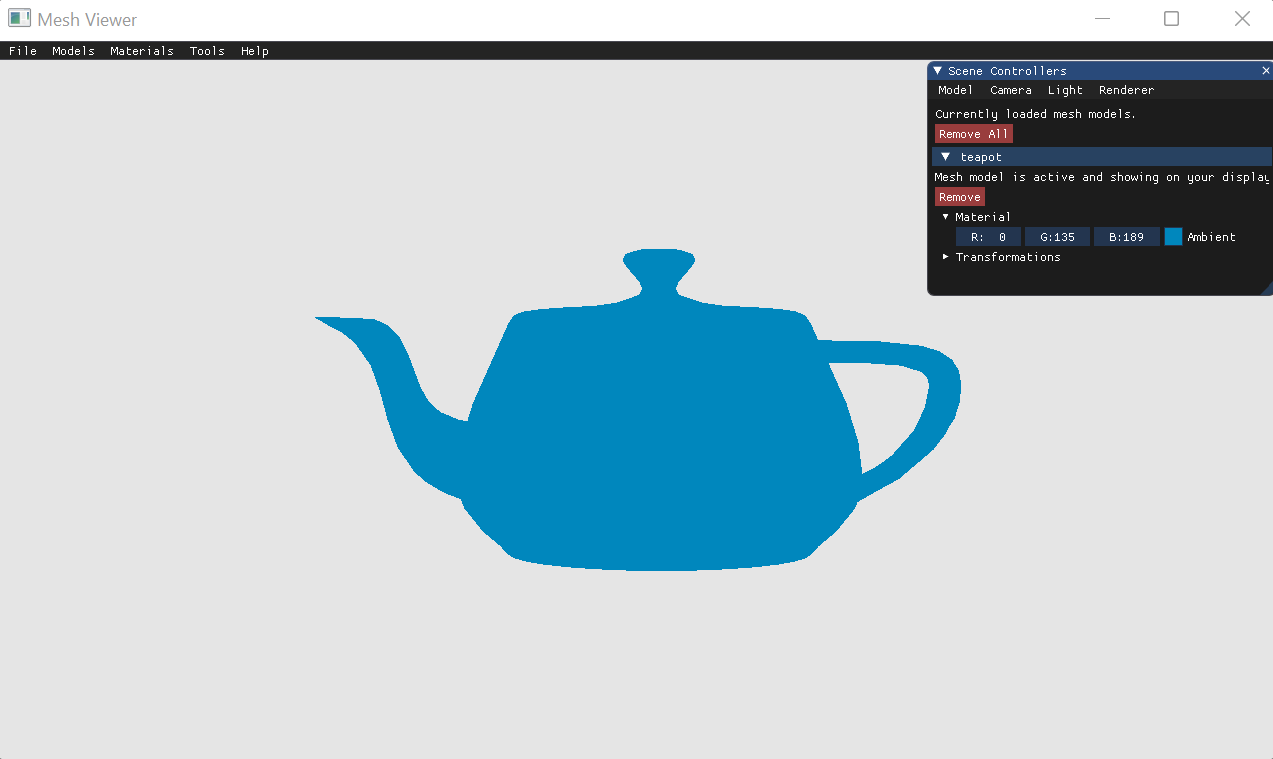 Mesh Viewer
File Models Materials Tools Help
Scene Controllers
Model Camera Light Renderer
Currently loaded mesh models.
Remove All
teapot
Mesh model is active and showing on your display
Remove
Material
R: 0 G:135 B:189 Ambient
Transformations